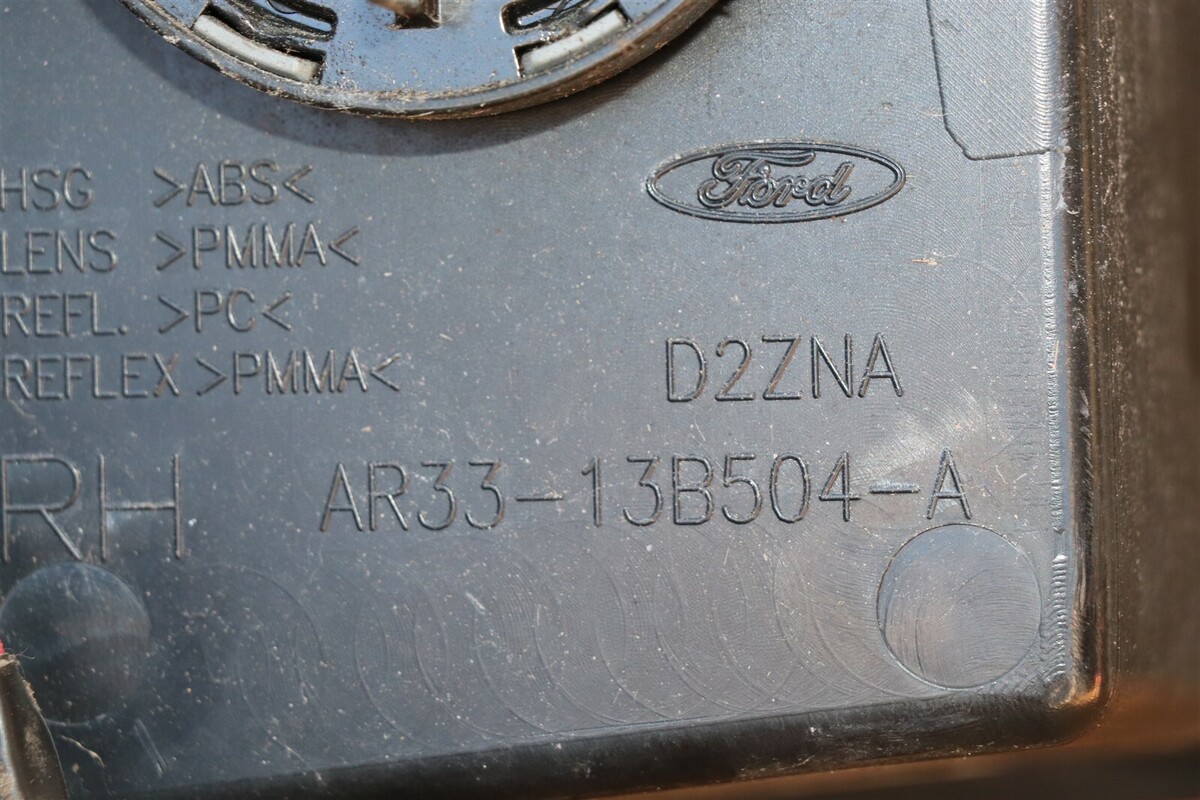 HSG >ABS<
LENS >PMMA<
REFL. >PC<
REFLEX >PMMA<
Ford
D2ZNA
RH AR33-13B504-A